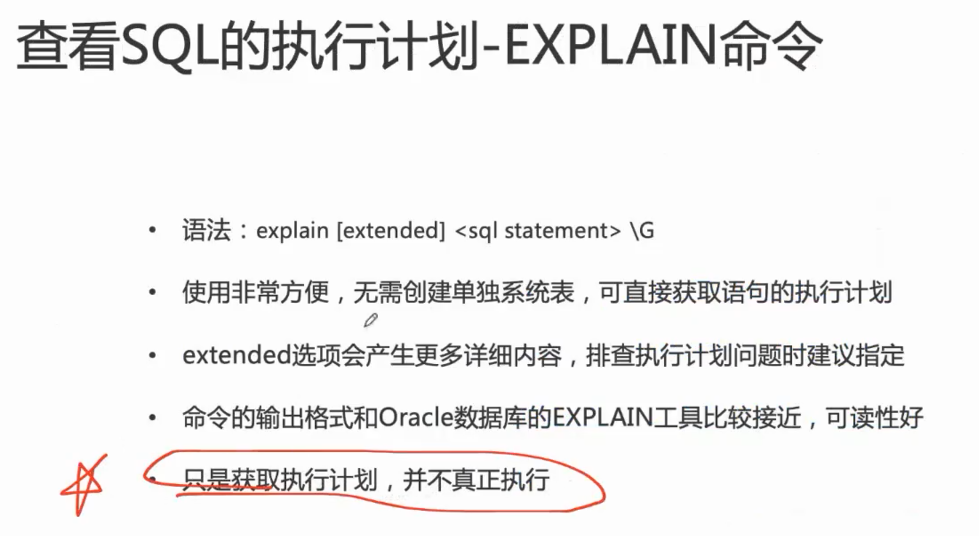 查看SQL的执行计划-EXPLAIN命令
• 语法：explain [extended] <sql statement> \G
• 使用非常方便，无需创建单独系统表，可直接获取语句的执行计划
• extended选项会产生更多详细内容，排查执行计划问题时建议指定
• 命令的输出格式和Oracle数据库的EXPLAIN工具比较接近，可读性好
• 只是获取执行计划，并不真正执行